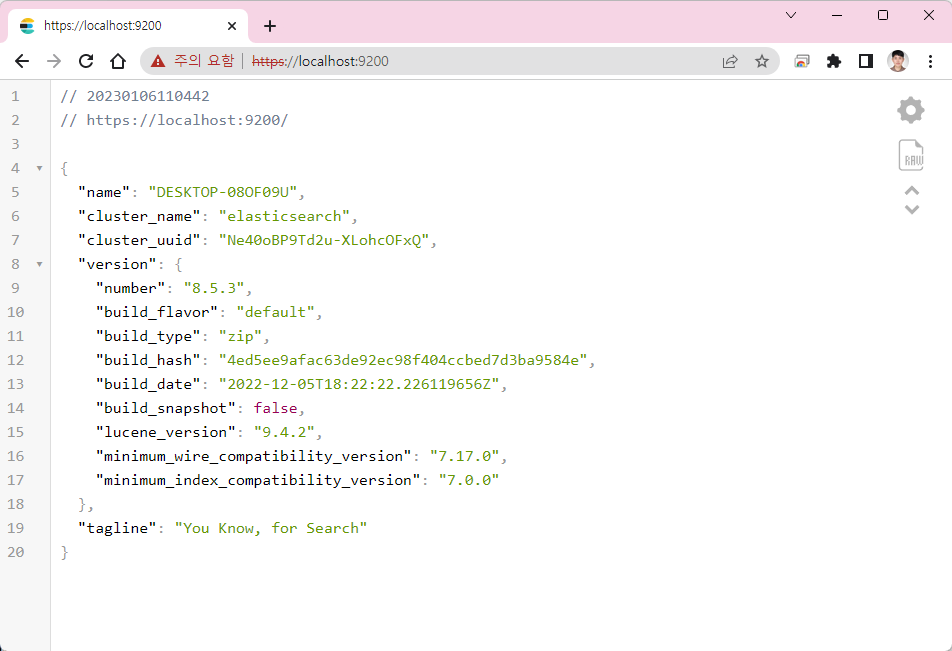 https://localhost:9200
주의 요함 https://localhost:9200
1 // 20230106110442
2 // https://localhost:9200/
3
4 {
5 "name": "DESKTOP-08OF09U",
6 "cluster_name": "elasticsearch",
7 "cluster_uuid": "Ne40oBP9Td2u-XLohcOFxQ",
8 "version": {
9 "number": "8.5.3",
10 "build_flavor": "default",
11 "build_type": "zip",
12 "build_hash": "4ed5ee9afac63de92ec98f404ccbed7d3ba9584e",
13 "build_date": "2022-12-05T18:22:22.226119656Z",
14 "build_snapshot": false,
15 "lucene_version": "9.4.2",
16 "minimum_wire_compatibility_version": "7.17.0",
17 "minimum_index_compatibility_version": "7.0.0"
18 },
19 "tagline": "You Know, for Search"
20 }
RAW